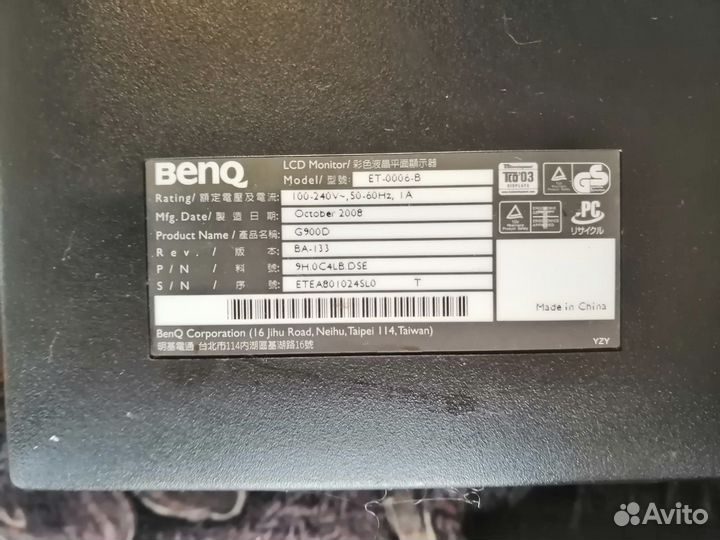 BenQ
LCD Monitor/ 彩色液晶平面顯示器
Model/ 型號: ET-0006-B
Rating/ 額定電壓及電流: 100-240V~, 50-60Hz, 1A
Mfg. Date/ 製造日期: October 2008
Product Name / 產品名稱: G900D
Rev. / 版本: BA-133
P/N / 料號: 9H.0C4LB.DSE
S/N / 序號: ETEA801024SL0 T
TCO'03
DISPLAYS
GS
PC
リサイクル
Made in China
BenQ Corporation (16 Jihu Road, Neihu, Taipei 114, Taiwan)
明基電通 台北市114內湖區基湖路16號
YZY
Avito